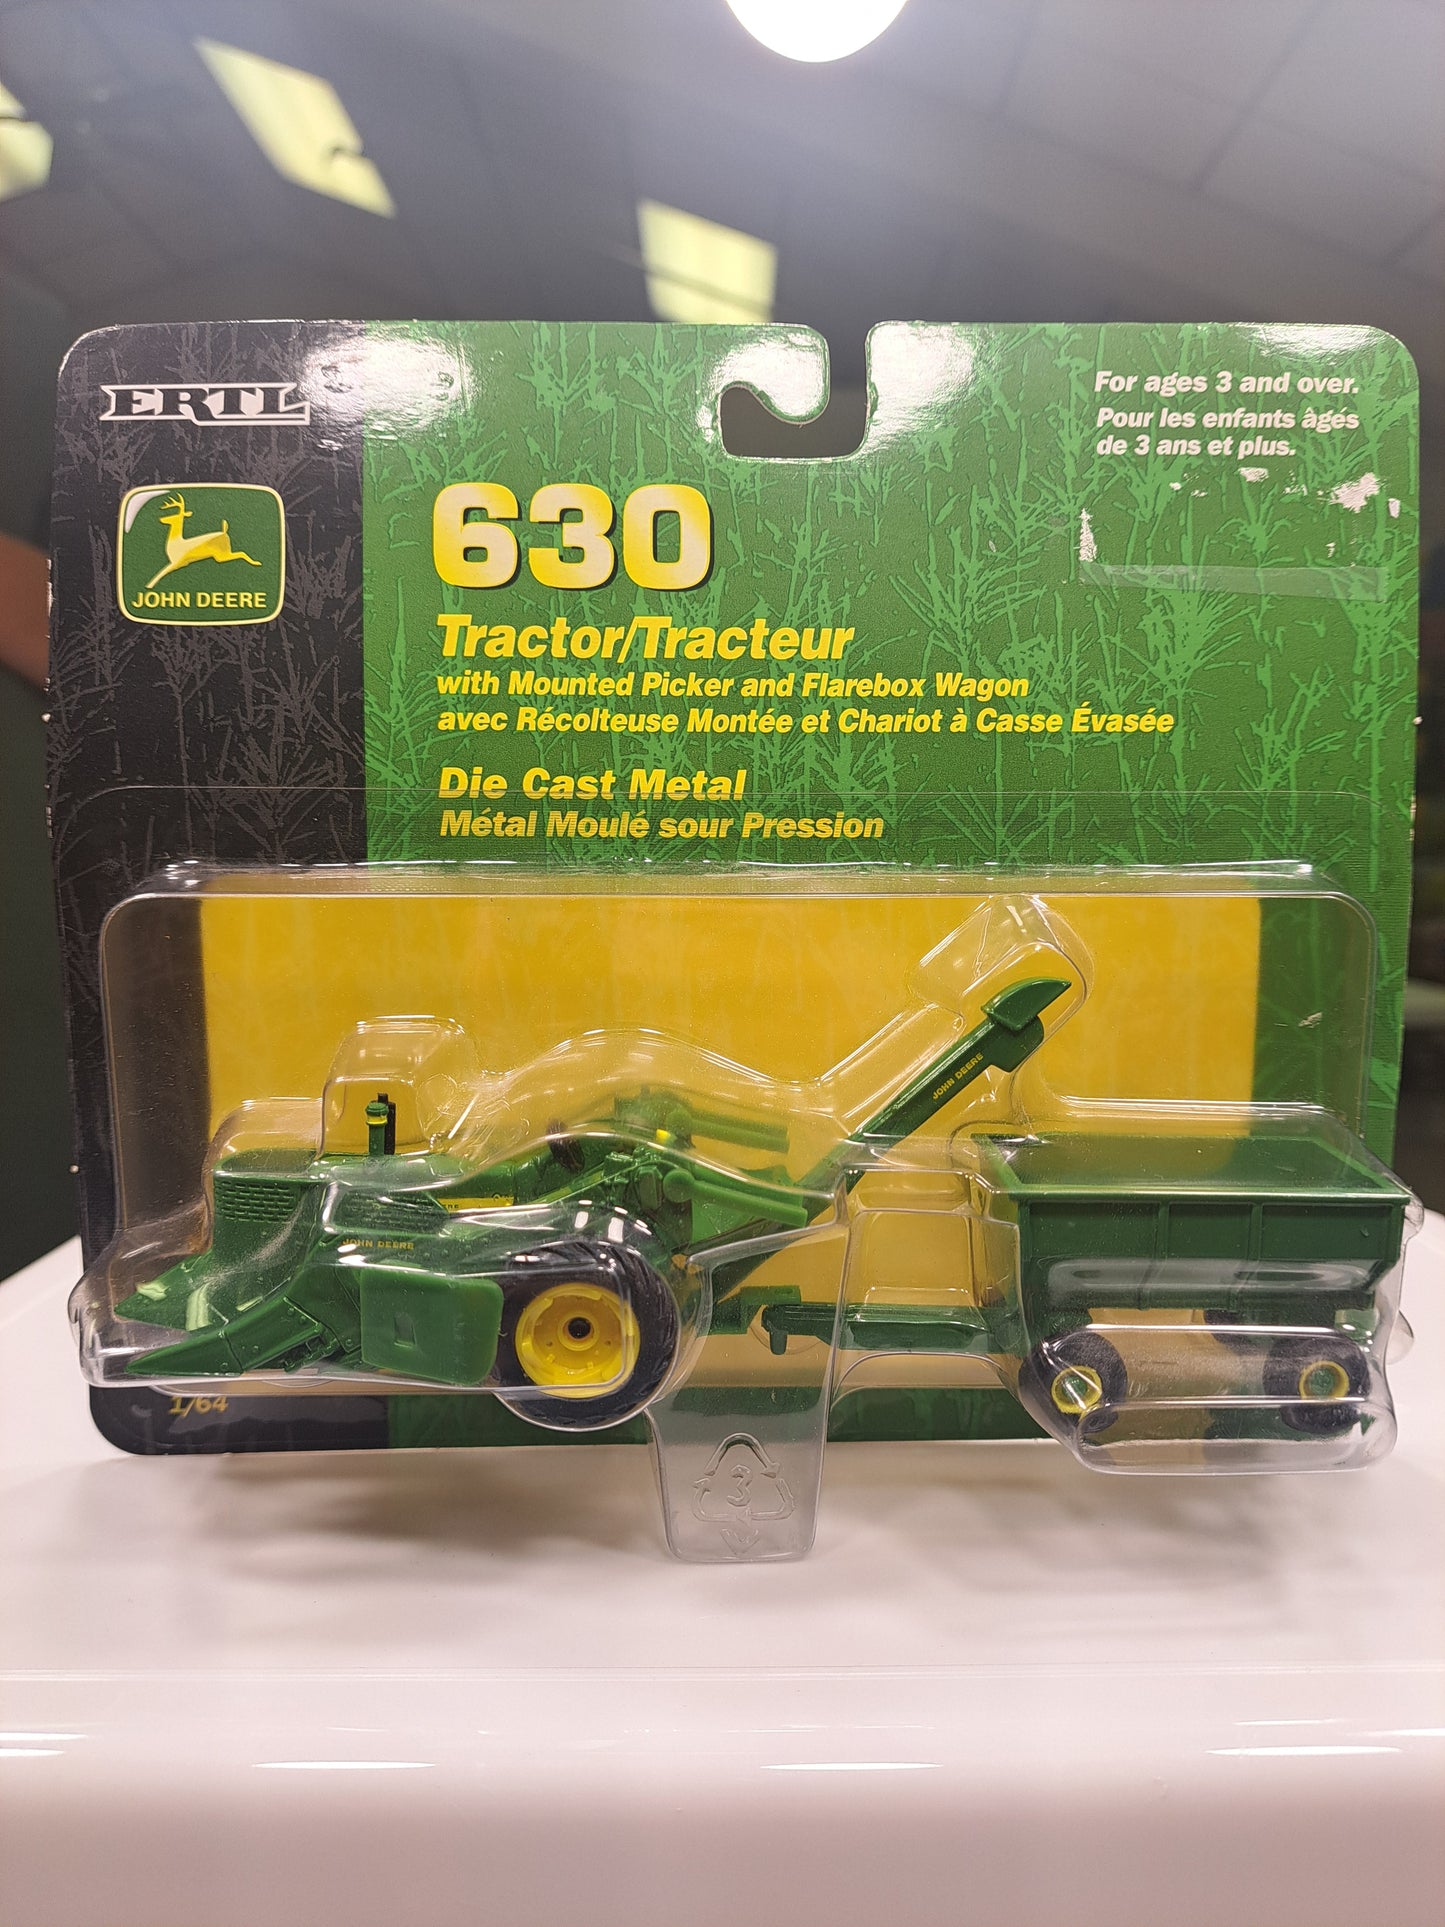 ERTL
JOHN DEERE
For ages 3 and over.
Pour les enfants âgés
de 3 ans et plus.
630
Tractor/Tracteur
with Mounted Picker and Flarebox Wagon
avec Récolteuse Montée et Chariot à Casse Évasée
Die Cast Metal
Métal Moulé sour Pression
JOHN DEERE
JOHN DEERE
1/64
3